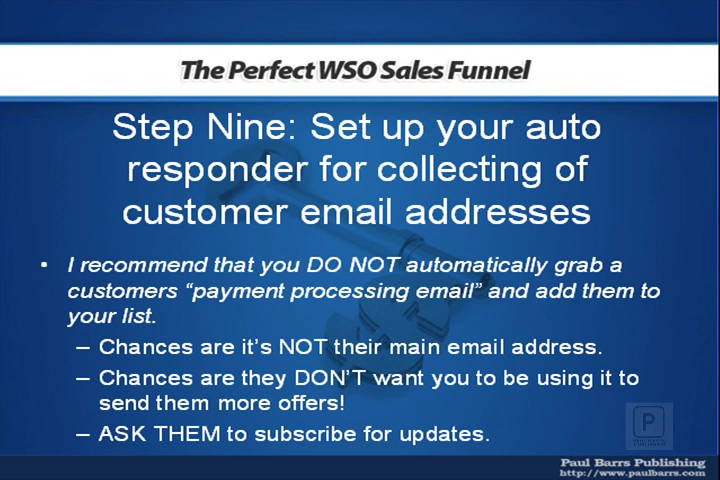 The Perfect WSO Sales Funnel
Step Nine: Set up your auto
responder for collecting of
customer email addresses
• I recommend that you DO NOT automatically grab a
customers “payment processing email” and add them to
your list.
– Chances are it’s NOT their main email address.
– Chances are they DON’T want you to be using it to
send them more offers!
– ASK THEM to subscribe for updates.
P
Paul Barrs Publishing
http://www.paulbarrs.com